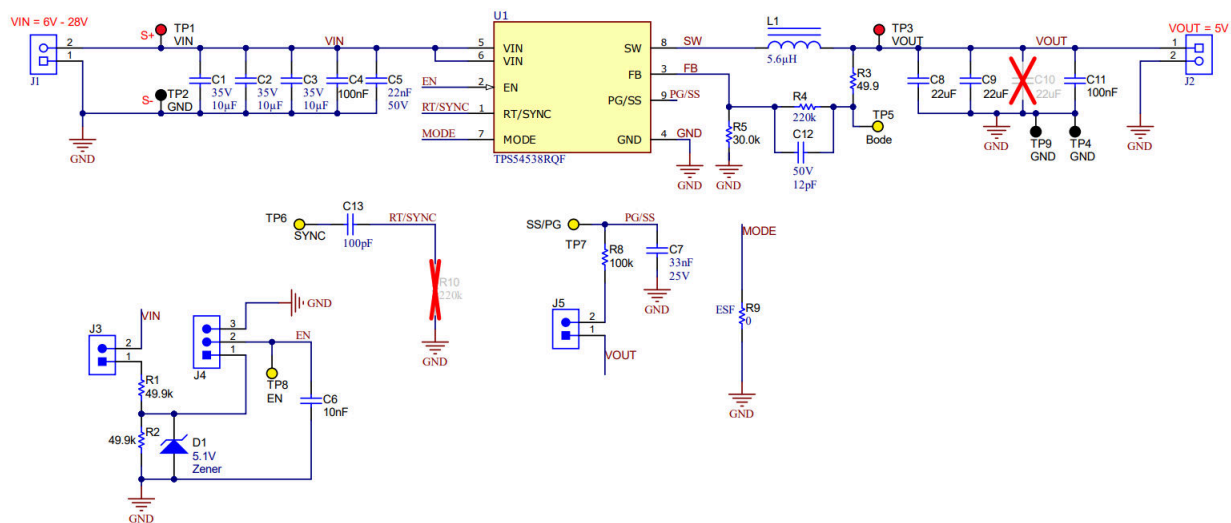 VIN = 6V - 28V
S+
TP1
VIN
VIN
2
1
J1
S-
TP2
GND
GND
C1
35V
10µF
C2
35V
10µF
C3
35V
10µF
C4
100nF
C5
22nF
50V
U1
5
VIN
6
VIN
EN
2
EN
RT/SYNC
1
RT/SYNC
MODE
7
MODE
TPS54538RQF
SW
8
SW
FB
3
FB
PG/SS
9
PG/SS
GND
4
GND
GND
L1
5.6µH
R5
30.0k
GND
R4
220k
C12
50V
12pF
R3
49.9
TP5
Bode
TP3
VOUT
VOUT
VOUT = 5V
C8
22uF
C9
22uF
C10
22uF
C11
100nF
GND
TP9
GND
TP4
GND
1
2
J2
GND
TP6
SYNC
C13
100pF
RT/SYNC
R10
220k
GND
SS/PG
TP7
PG/SS
R8
100k
C7
33nF
25V
GND
J5
2
1
VOUT
MODE
ESF
R9
0
GND
VIN
J3
2
1
R1
49.9k
R2
49.9k
D1
5.1V
Zener
GND
J4
3
2
1
GND
EN
TP8
EN
C6
10nF